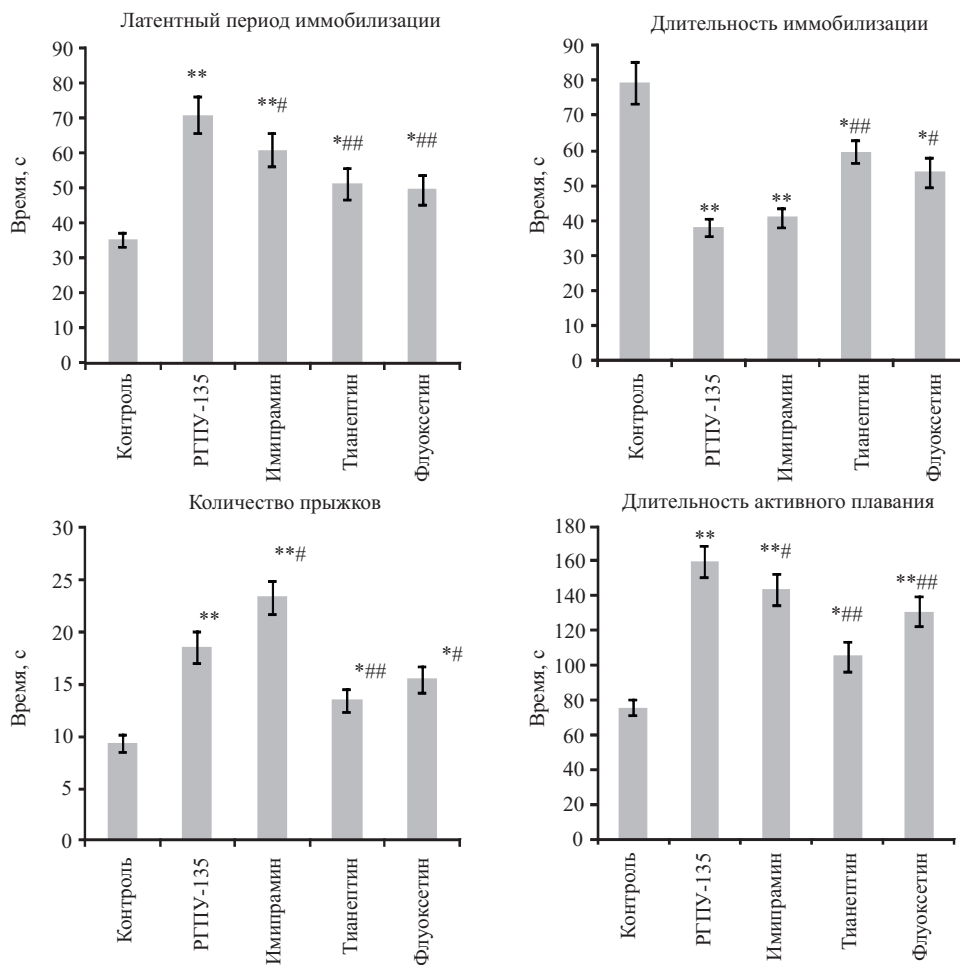 Латентный период иммобилизации
90
80
70
60
50
40
30
20
10
0
Время, с
**
**#
*##
*##
Контроль
РГПУ-135
Имипрамин
Тианептин
Флуоксетин
Длительность иммобилизации
90
80
70
60
50
40
30
20
10
0
Время, с
**
**
*##
*#
Контроль
РГПУ-135
Имипрамин
Тианептин
Флуоксетин
Количество прыжков
30
25
20
15
10
5
0
Время, с
**
**#
*##
*#
Контроль
РГПУ-135
Имипрамин
Тианептин
Флуоксетин
Длительность активного плавания
180
160
140
120
100
80
60
40
20
0
Время, с
**
**#
*##
**##
Контроль
РГПУ-135
Имипрамин
Тианептин
Флуоксетин